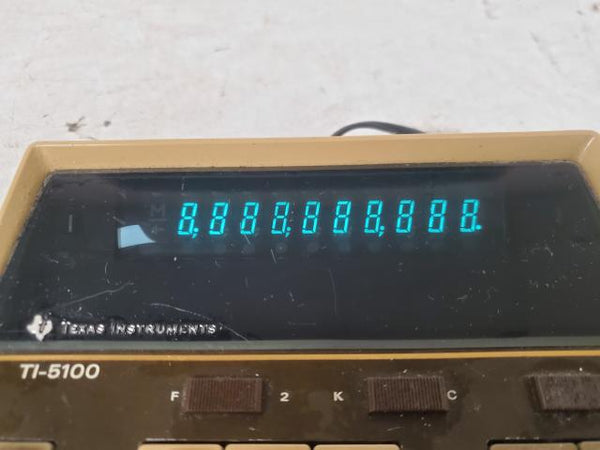 8,888,888,888.
TEXAS INSTRUMENTS
TI-5100
F 2 K C